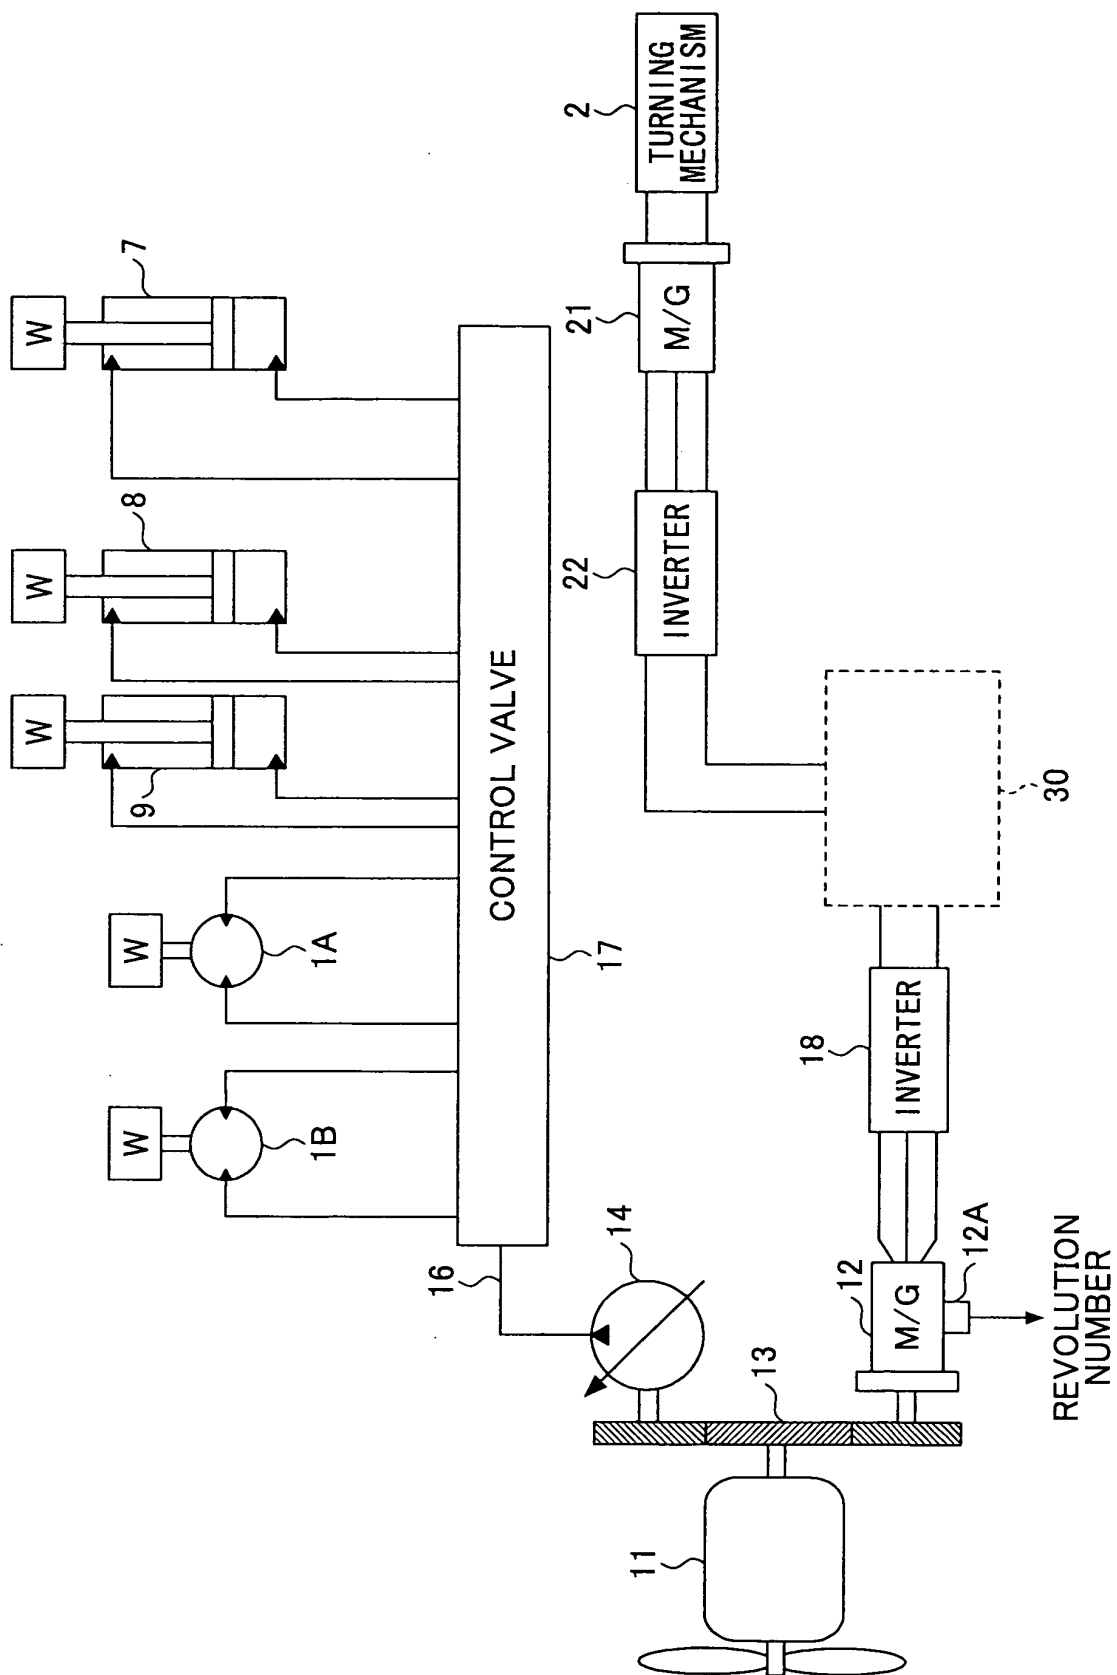 W
7
W
8
W
9
W
1A
W
1B
CONTROL VALVE
17
16
14
13
11
2
TURNING
MECHANISM
21
M/G
22
INVERTER
30
18
INVERTER
12
M/G
12A
REVOLUTION
NUMBER